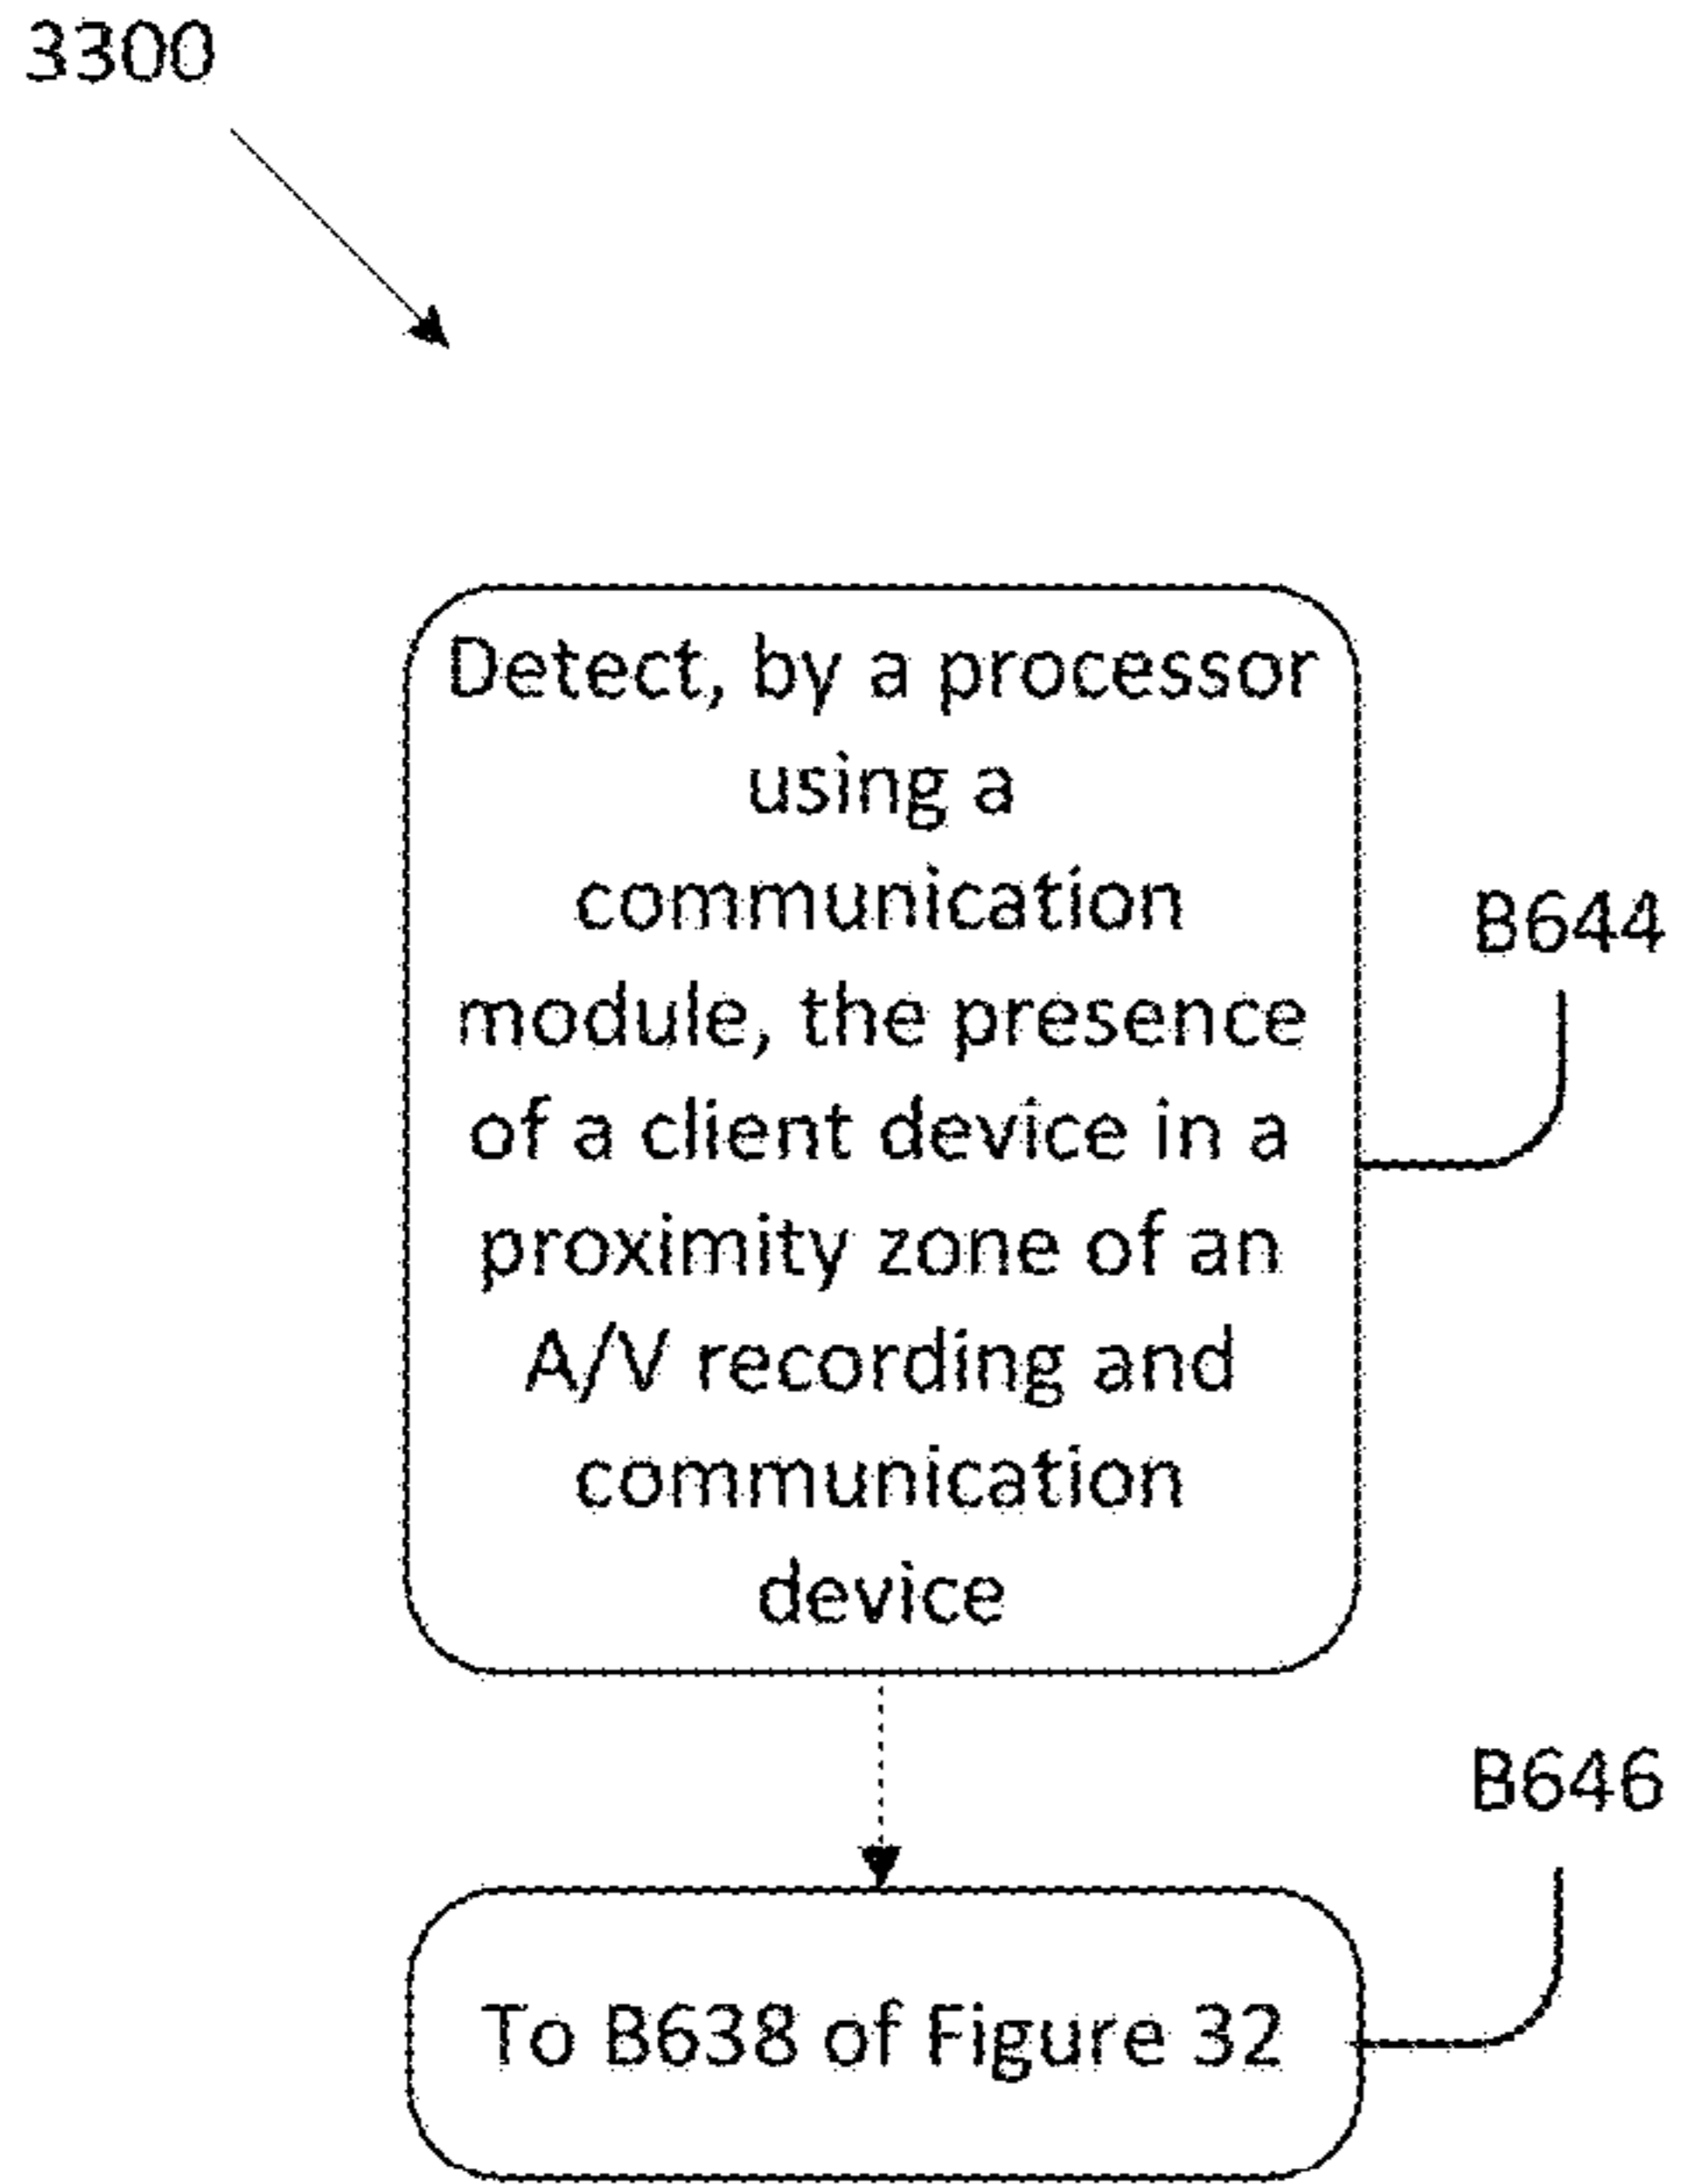 3300
Detect, by a processor
using a
communication
module, the presence
of a client device in a
proximity zone of an
A/V recording and
communication
device
B644
B646
To B638 of Figure 32